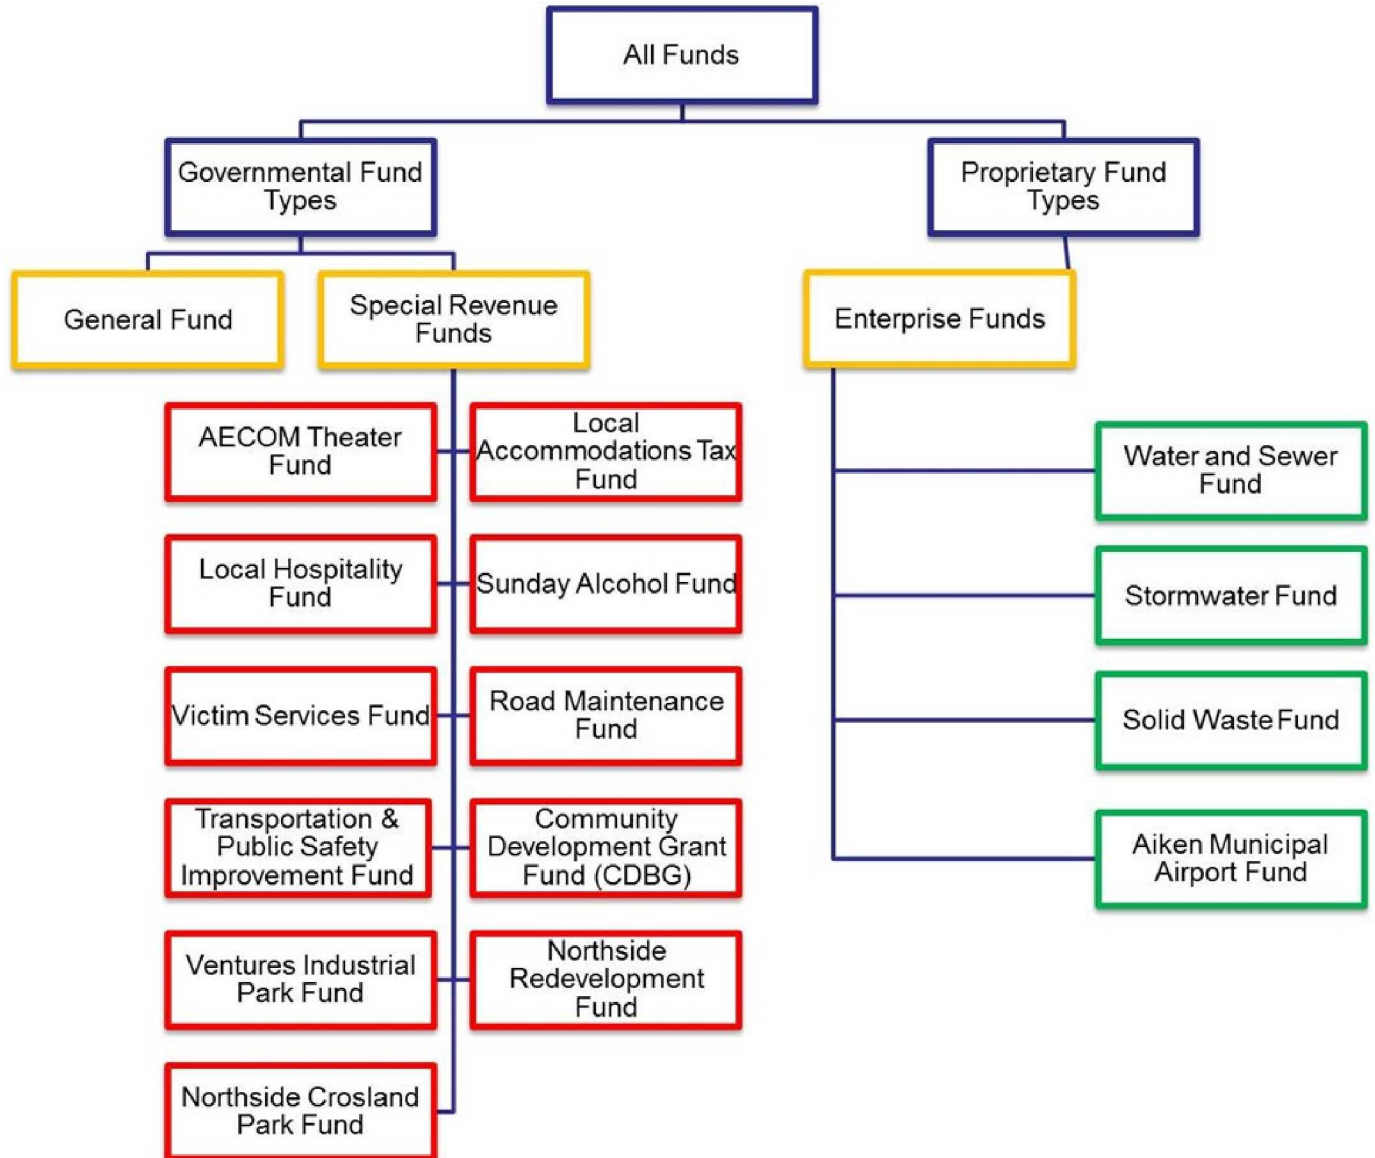 All Funds
Governmental Fund
Types
Proprietary Fund
Types
General Fund
Special Revenue
Funds
Enterprise Funds
AECOM Theater
Fund
Local
Accommodations Tax
Fund
Local Hospitality
Fund
Sunday Alcohol Fund
Victim Services Fund
Road Maintenance
Fund
Transportation &
Public Safety
Improvement Fund
Community
Development Grant
Fund (CDBG)
Ventures Industrial
Park Fund
Northside
Redevelopment
Fund
Northside Crosland
Park Fund
Water and Sewer
Fund
Stormwater Fund
Solid Waste Fund
Aiken Municipal
Airport Fund